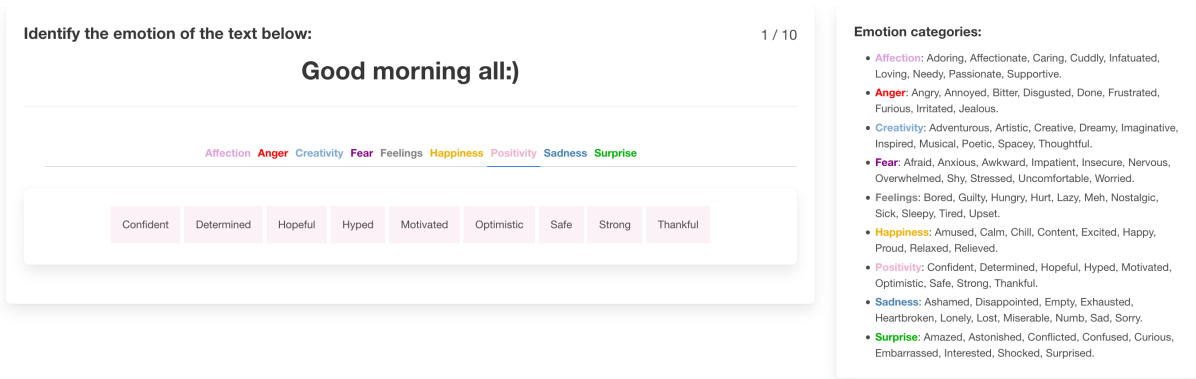 Identify the emotion of the text below:
1 / 10
Good morning all:)
Affection Anger Creativity Fear Feelings Happiness Positivity Sadness Surprise
Confident Determined Hopeful Hyped Motivated Optimistic Safe Strong Thankful
Emotion categories:
• Affection: Adoring, Affectionate, Caring, Cuddly, Infatuated,
Loving, Needy, Passionate, Supportive.
• Anger: Angry, Annoyed, Bitter, Disgusted, Done, Frustrated,
Furious, Irritated, Jealous.
• Creativity: Adventurous, Artistic, Creative, Dreamy, Imaginative,
Inspired, Musical, Poetic, Spacey, Thoughtful.
• Fear: Afraid, Anxious, Awkward, Impatient, Insecure, Nervous,
Overwhelmed, Shy, Stressed, Uncomfortable, Worried.
• Feelings: Bored, Guilty, Hungry, Hurt, Lazy, Meh, Nostalgic,
Sick, Sleepy, Tired, Upset.
• Happiness: Amused, Calm, Chill, Content, Excited, Happy,
Proud, Relaxed, Relieved.
• Positivity: Confident, Determined, Hopeful, Hyped, Motivated,
Optimistic, Safe, Strong, Thankful.
• Sadness: Ashamed, Disappointed, Empty, Exhausted,
Heartbroken, Lonely, Lost, Miserable, Numb, Sad, Sorry.
• Surprise: Amazed, Astonished, Conflicted, Confused, Curious,
Embarrassed, Interested, Shocked, Surprised.